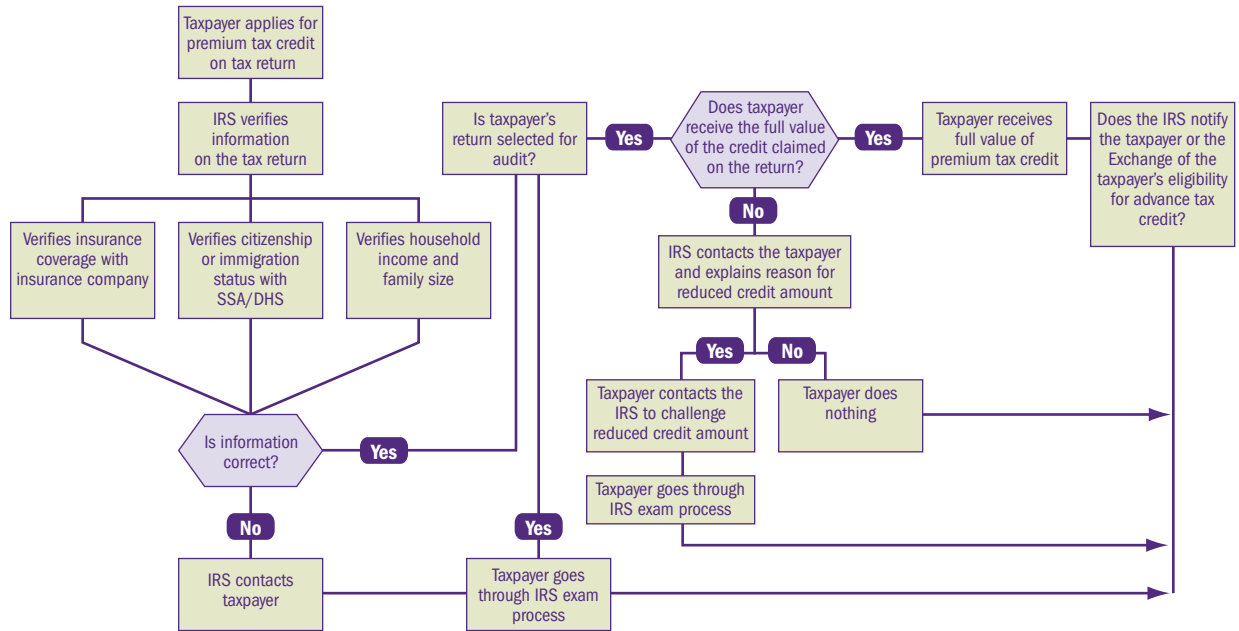 Taxpayer applies for
premium tax credit
on tax return
IRS verifies
information
on the tax return
Verifies insurance
coverage with
insurance company
Verifies citizenship
or immigration
status with
SSA/DHS
Verifies household
income and
family size
Is information
correct?
Yes
No
IRS contacts
taxpayer
Is taxpayer's
return selected for
audit?
Yes
Yes
Taxpayer goes
through IRS exam
process
Does taxpayer
receive the full value
of the credit claimed
on the return?
Yes
No
IRS contacts the taxpayer
and explains reason for
reduced credit amount
Yes
No
Taxpayer contacts the
IRS to challenge
reduced credit amount
Taxpayer does
nothing
Taxpayer goes through
IRS exam process
Taxpayer receives
full value of
premium tax credit
Does the IRS notify
the taxpayer or the
Exchange of the
taxpayer's eligibility
for advance tax
credit?